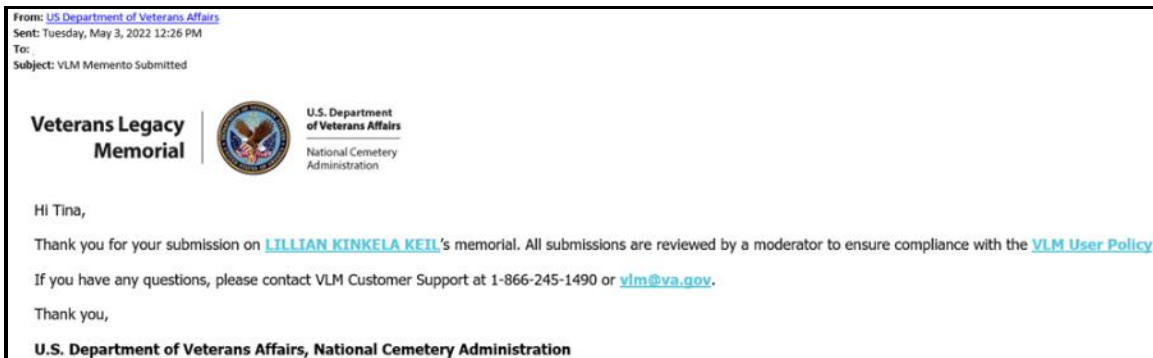 From: US Department of Veterans Affairs
Sent: Tuesday, May 3, 2022 12:26 PM
To:
Subject: VLM Memento Submitted
Veterans Legacy
Memorial
U.S. Department
of Veterans Affairs
National Cemetery
Administration
Hi Tina,
Thank you for your submission on LILLIAN KINKELA KEIL's memorial. All submissions are reviewed by a moderator to ensure compliance with the VLM User Policy
If you have any questions, please contact VLM Customer Support at 1-866-245-1490 or vlm@va.gov.
Thank you,
U.S. Department of Veterans Affairs, National Cemetery Administration